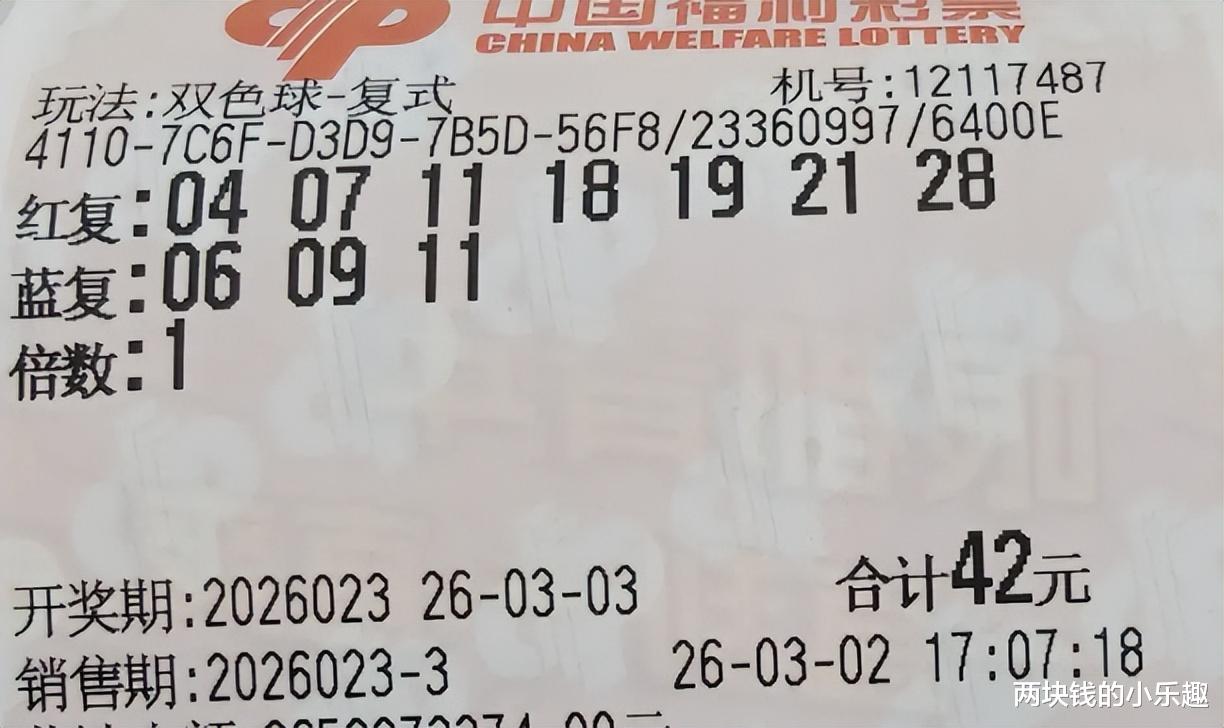 中国福利彩票
CHINA WELFARE LOTTERY
玩法:双色球-复式 机号:12117487
4110-7C6F-D3D9-7B5D-56F8/23360997/6400E
红复:04 07 11 18 19 21 28
蓝复:06 09 11
倍数:1
开奖期:2026023 26-03-03 合计42元
销售期:2026023-3 26-03-02 17:07:18
两块钱的小乐趣